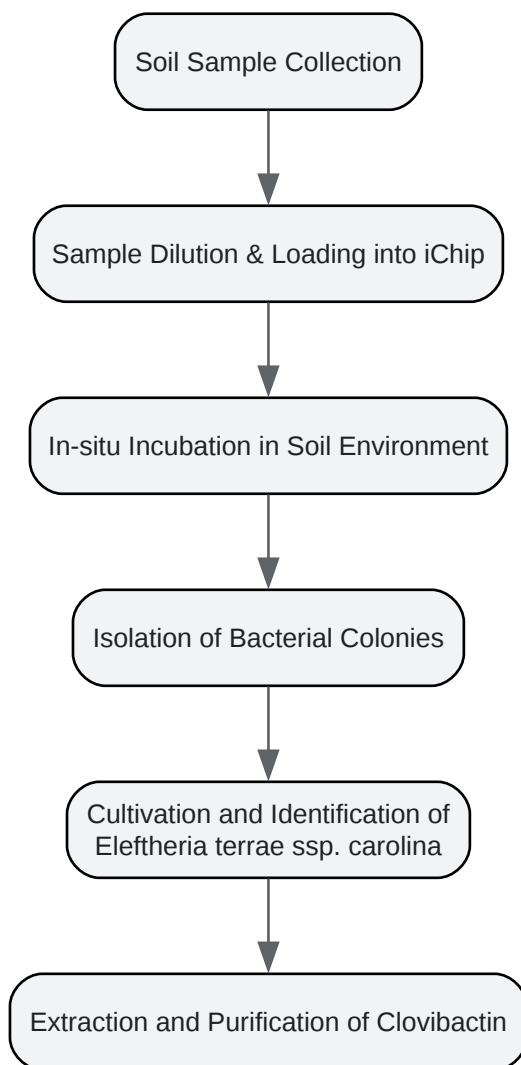 Soil Sample Collection
Sample Dilution & Loading into iChip
In-situ Incubation in Soil Environment
Isolation of Bacterial Colonies
Cultivation and Identification of
Eleftheria terrae ssp. carolina
Extraction and Purification of Clovibactin